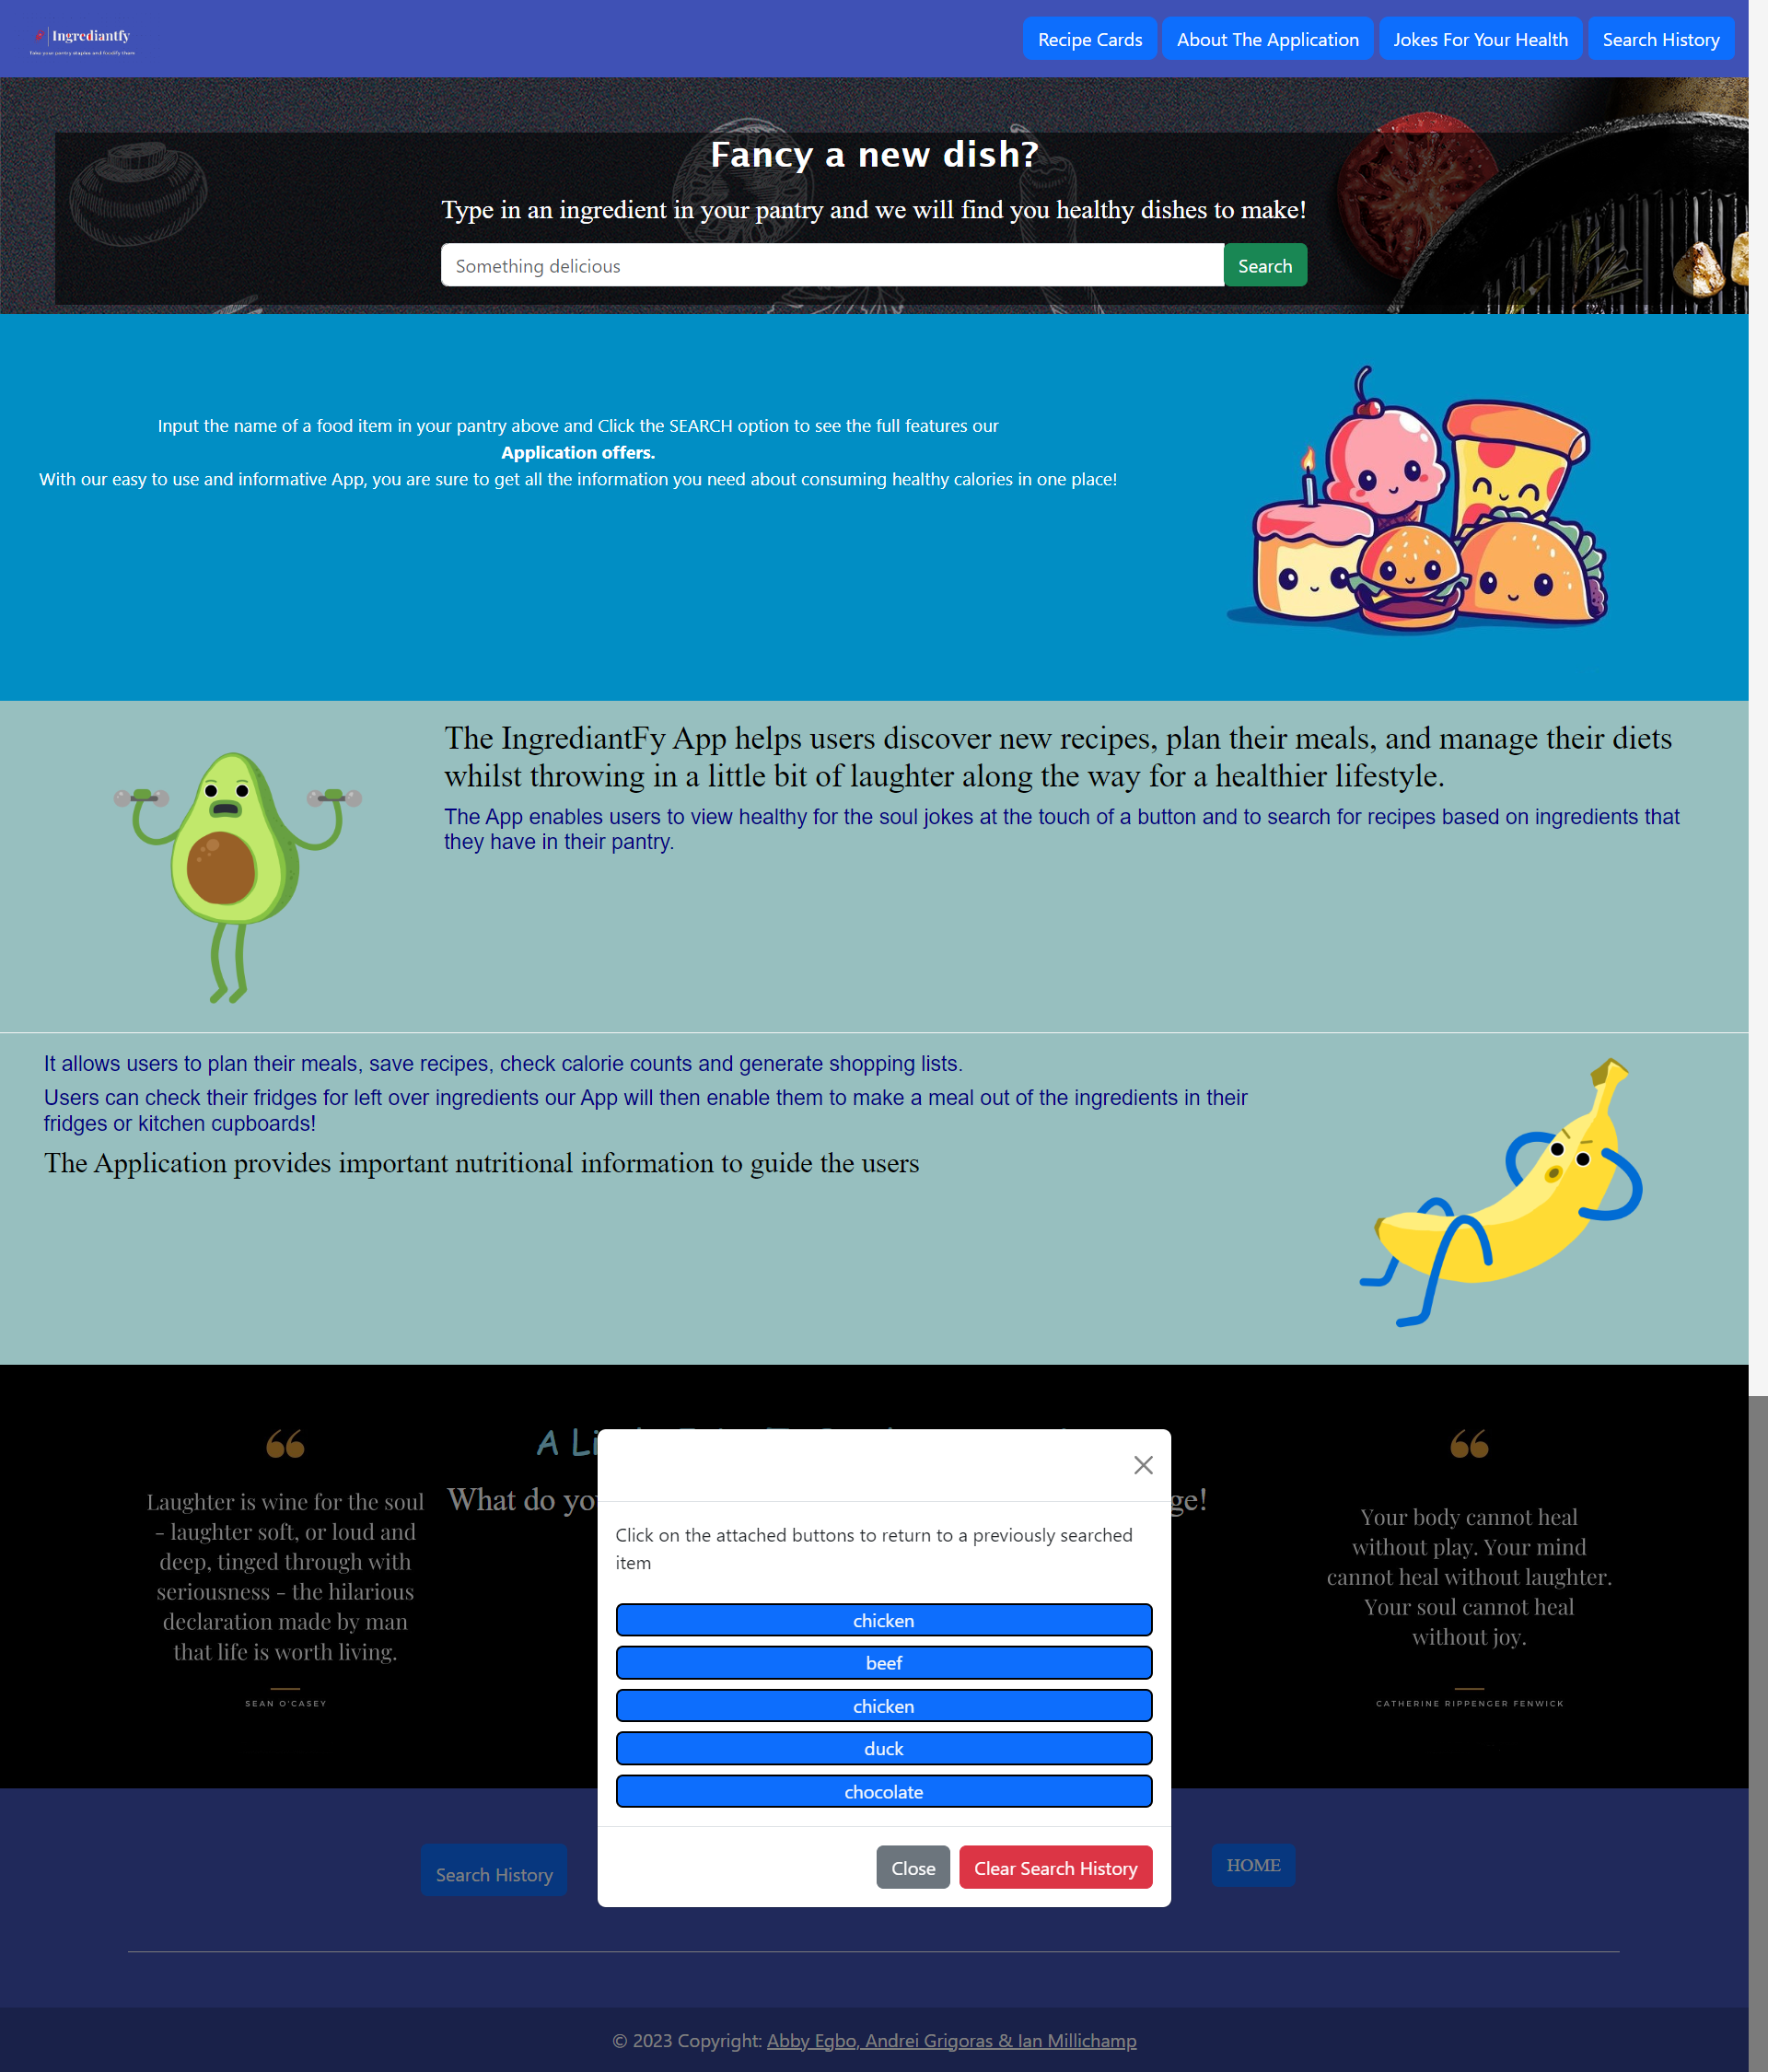 Ingrediantfy
Take your pantry staples and foodify them
Recipe Cards
About The Application
Jokes For Your Health
Search History
Fancy a new dish?
Type in an ingredient in your pantry and we will find you healthy dishes to make!
Something delicious
Search
Input the name of a food item in your pantry above and Click the SEARCH option to see the full features our
Application offers.
With our easy to use and informative App, you are sure to get all the information you need about consuming healthy calories in one place!
The IngrediantFy App helps users discover new recipes, plan their meals, and manage their diets
whilst throwing in a little bit of laughter along the way for a healthier lifestyle.
The App enables users to view healthy for the soul jokes at the touch of a button and to search for recipes based on ingredients that
they have in their pantry.
It allows users to plan their meals, save recipes, check calorie counts and generate shopping lists.
Users can check their fridges for left over ingredients our App will then enable them to make a meal out of the ingredients in their
fridges or kitchen cupboards!
The Application provides important nutritional information to guide the users
❝
Laughter is wine for the soul
- laughter soft, or loud and
deep, tinged through with
seriousness - the hilarious
declaration made by man
that life is worth living.
SEAN O'CASEY
A
What do
Click on the attached buttons to return to a previously searched
item
chicken
beef
chicken
duck
chocolate
Close
Clear Search History
❝
Your body cannot heal
without play. Your mind
cannot heal without laughter.
Your soul cannot heal
without joy.
CATHERINE RIPPENGER FENWICK
Search History
HOME
© 2023 Copyright: Abby Egbo, Andrei Grigoras & Ian Millichamp